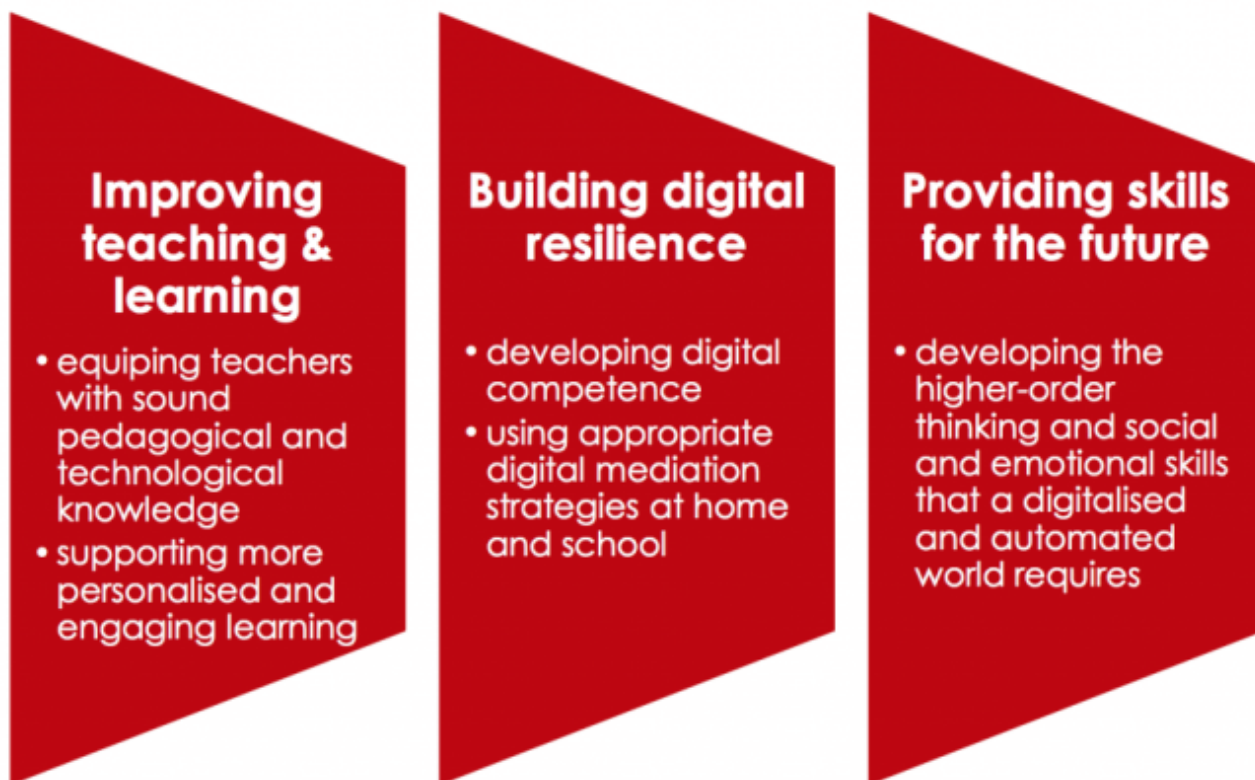 Improving
teaching &
learning
• equiping teachers
with sound
pedagogical and
technological
knowledge
• supporting more
personalised and
engaging learning
Building digital
resilience
• developing digital
competence
• using appropriate
digital mediation
strategies at home
and school
Providing skills
for the future
• developing the
higher-order
thinking and social
and emotional skills
that a digitalised
and automated
world requires